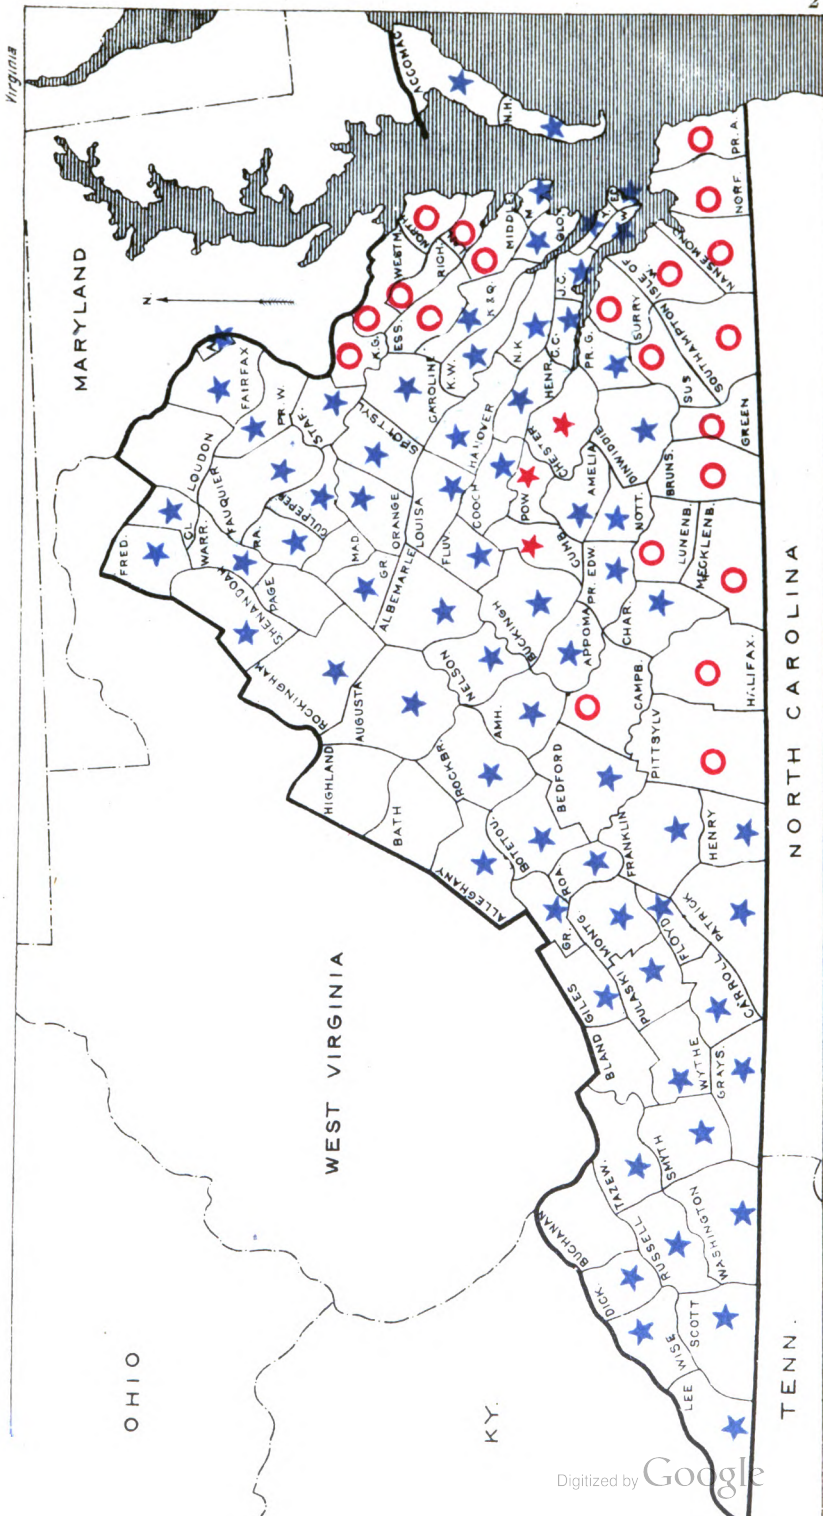 2
Virginia
MARYLAND
N.
ACCOMAC
N.H.
PR.A.
NORF.
NANSEMOND
ISLE OF W.
SOUTHAMPTON
SURRY
SUS
PR. G.
GREEN
BRUNS.
DINWIDDIE
NOTT.
LUNENB.
MECKLENB.
HALIFAX.
CHAR.
PR. EDW.
AMELIA
CHESTER
POW.
CUMB.
BUCKINGH
APPOMA
CAMPB.
PITTSYLV
NORTH
WESTM.
RICH.
ESS.
K.G.
MIDDLE
M.
GLO.
Y.
W.
J.C.
C.C.
N.K.
HENR
K & Q.
K.W.
CAROLINE
HANOVER
SPOTTSYL.
STAF.
PR.W.
FAIRFAX
A.
LOUDON
FAUQUIER
CULPEPER
RA.
WARR.
CL.
FRED.
SHENANDOAH
PAGE
MAD.
GR.
ORANGE
LOUISA
GOOCH
FLUV.
ALBEMARLE
NELSON
AMH.
ROCKINGHAM
AUGUSTA
HIGHLAND
BATH
ROCKBR.
BEDFORD
BOTETOU.
ALLEGHANY
ROA
GR.
MONTG.
FRANKLIN
HENRY
PATRICK
FLOYD
CARROLL
PULASKI
GILES
BLAND
WYTHE
GRAYS.
SMYTH
TAZEW.
BUCHANAN
RUSSELL
WASHINGTON
DICK.
WISE
SCOTT
LEE
WEST VIRGINIA
OHIO
KY.
NORTH CAROLINA
TENN.
Digitized by Google